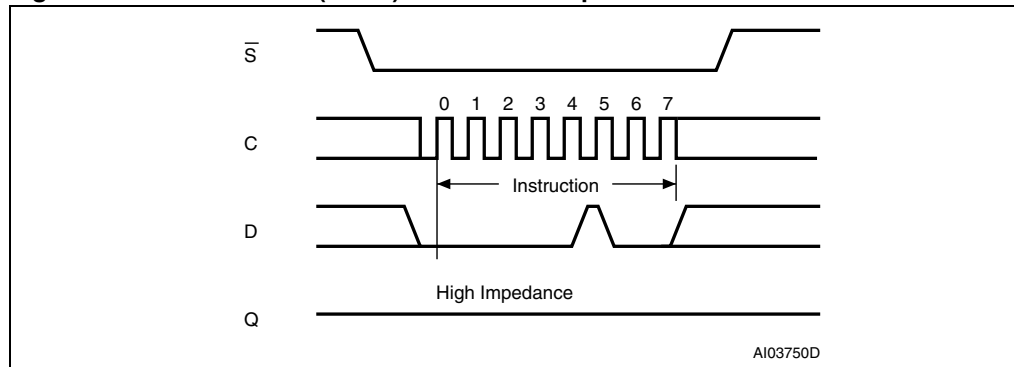 S̅
0 1 2 3 4 5 6 7
C
Instruction
D
High Impedance
Q
AI03750D